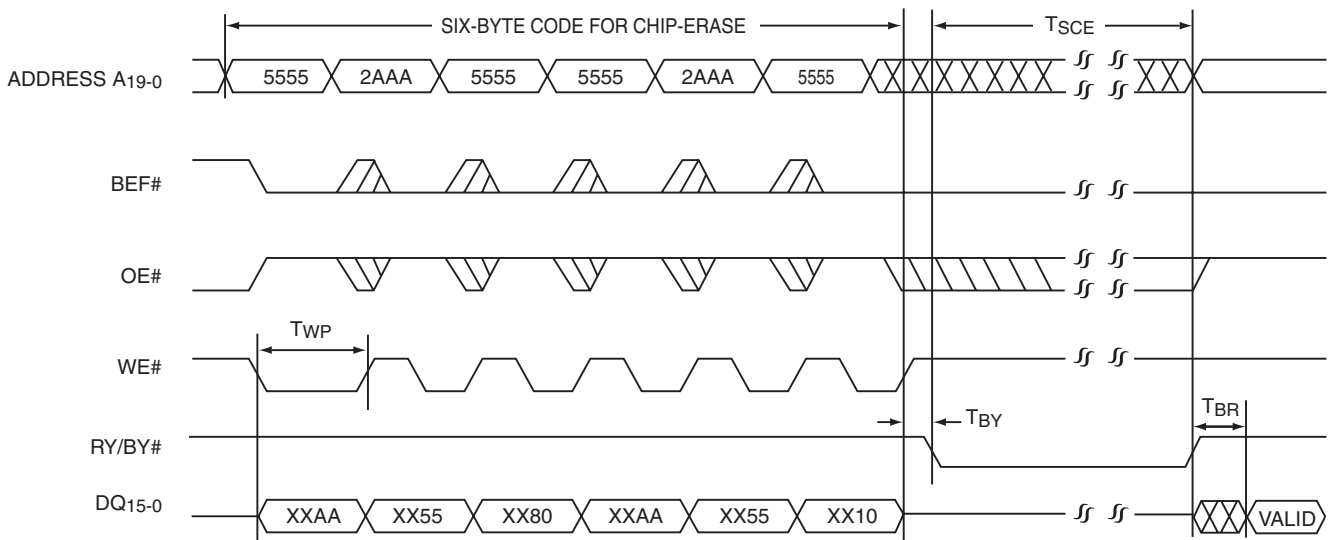 SIX-BYTE CODE FOR CHIP-ERASE TSCE
ADDRESS A19-0 5555 2AAA 5555 5555 2AAA 5555
BEF#
OE#
TWP
WE#
TBY TBR
RY/BY#
DQ15-0 XXAA XX55 XX80 XXAA XX55 XX10 VALID